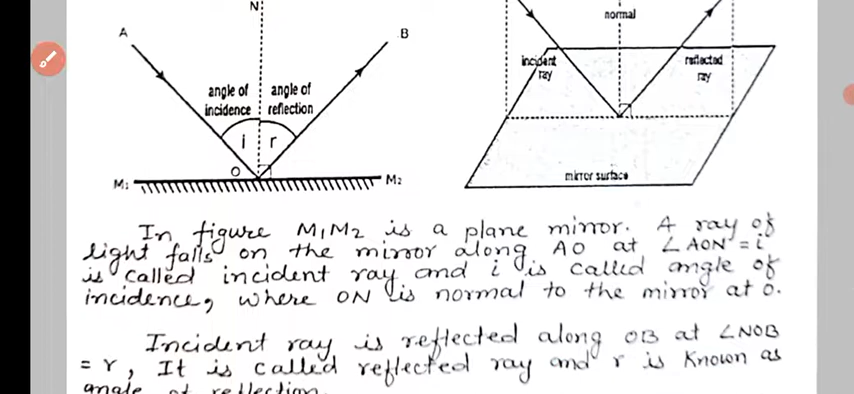 N
A
B
normal
angle of incidence
angle of reflection
incident ray
reflected ray
i
r
O
M₁
M₂
mirror surface
In figure M₁M₂ is a plane mirror. A ray of
light falls on the mirror along AO at ∠AON = i
is called incident ray and i is called angle of
incidence, where ON is normal to the mirror at O.
Incident ray is reflected along OB at ∠NOB
= r, It is called reflected ray and r is Known as
angle of reflection.